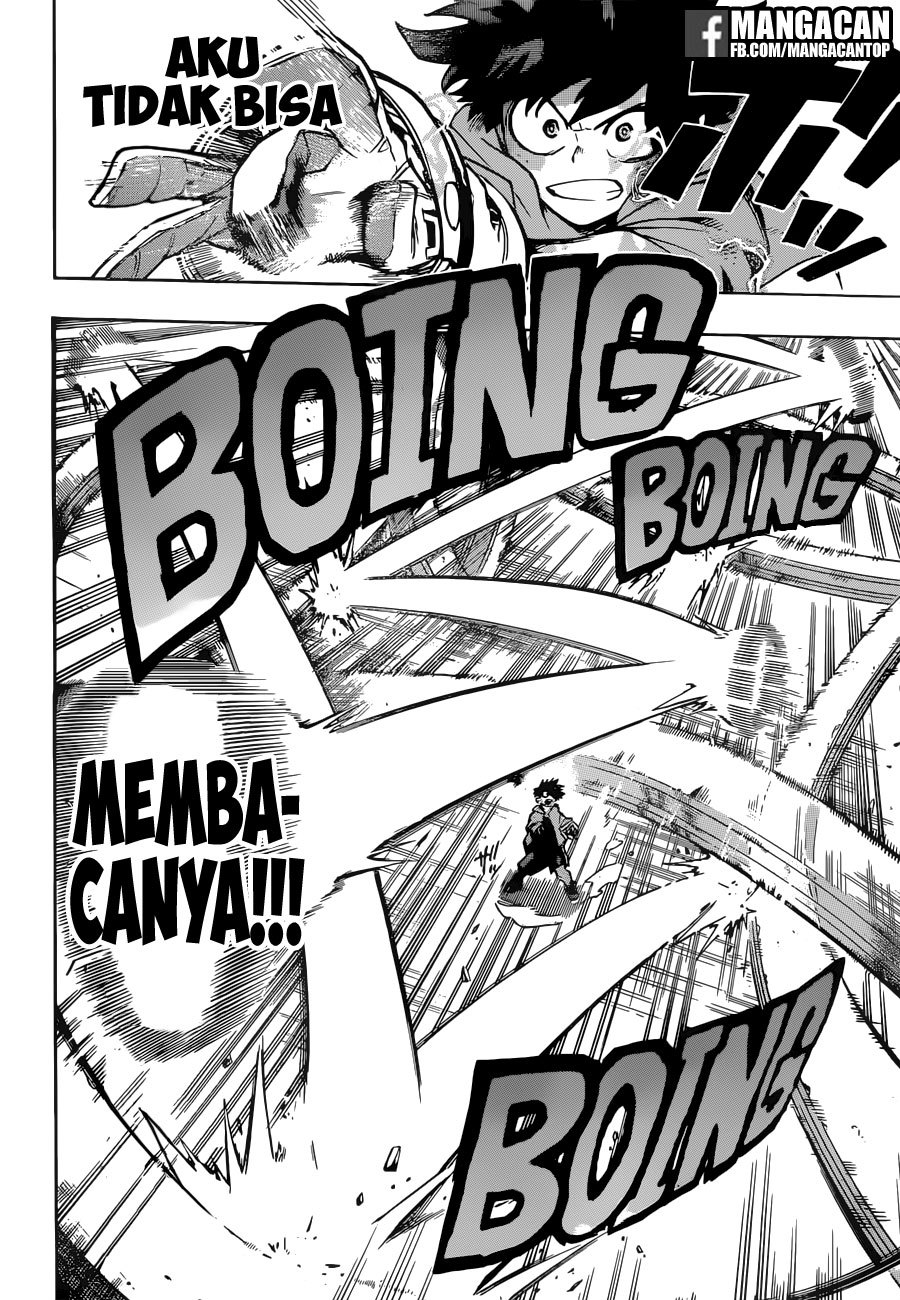 MANGACAN
FB.COM/MANGACANTOP
AKU
TIDAK BISA
BOING
BOING
MEMBA-
CANYA!!!
BOING